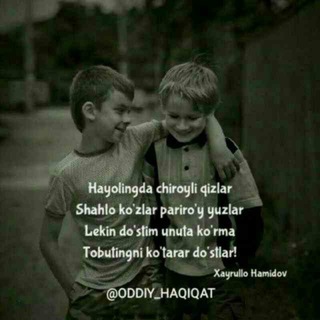 Hayolingda chiroyli qizlar
Shahlo ko'zlar pariro'y yuzlar
Lekin do'stim unuta ko'rma
Tobutingni ko'tarar do'stlar!
Xayrullo Hamidov
@ODDIY_HAQIQAT